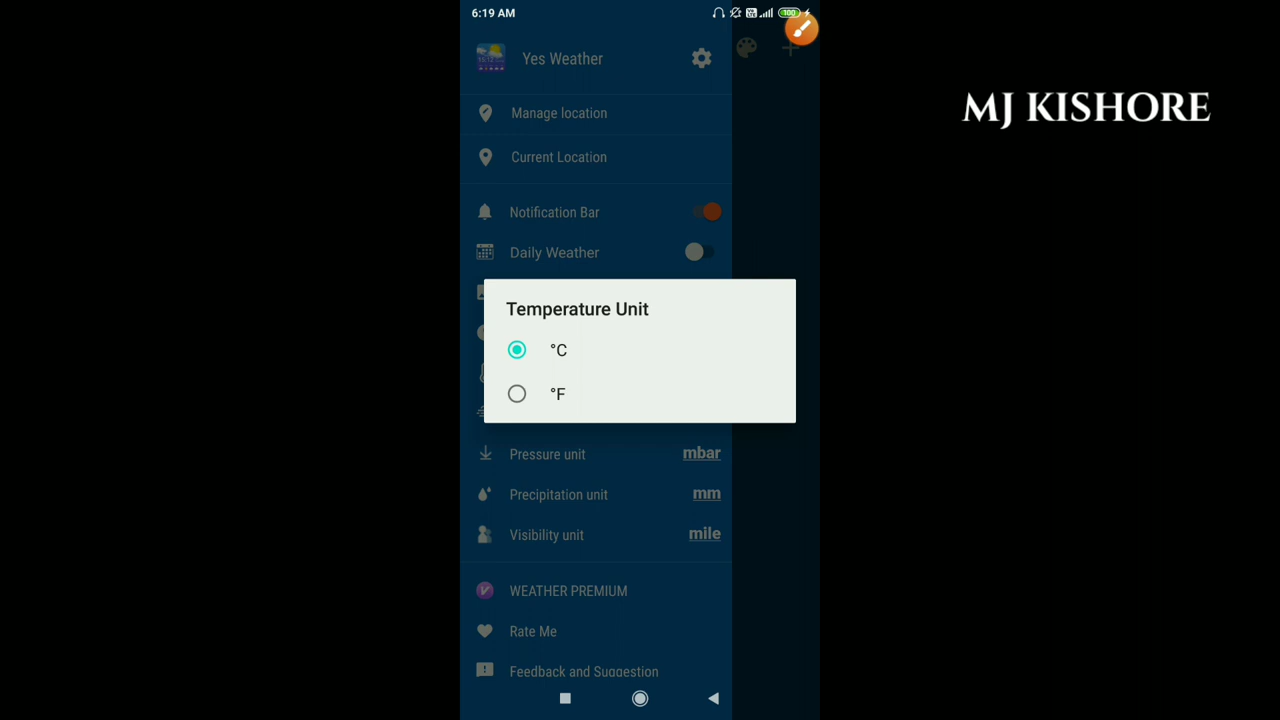 6:19 AM
100
Yes Weather
MJ KISHORE
Manage location
Current Location
Notification Bar
Daily Weather
Temperature Unit
°C
°F
Pressure unit mbar
Precipitation unit mm
Visibility unit mile
WEATHER PREMIUM
Rate Me
Feedback and Suggestion